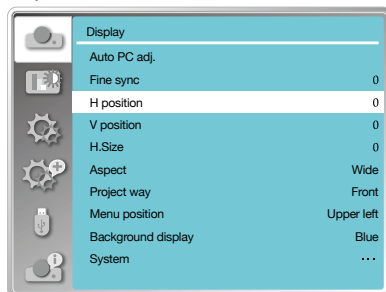 Display
Auto PC adj.
Fine sync 0
H position 0
V position 0
H.Size 0
Aspect Wide
Project way Front
Menu position Upper left
Background display Blue
System ...